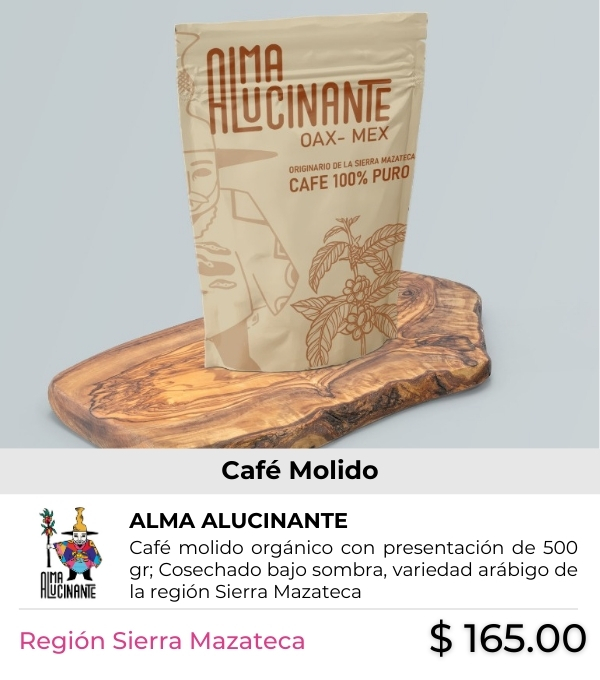 ALMA
ALUCINANTE
OAX- MEX
ORIGINARIO DE LA SIERRA MAZATECA
CAFE 100% PURO
Café Molido
ALMA ALUCINANTE
Café molido orgánico con presentación de 500
gr; Cosechado bajo sombra, variedad arábigo de
la región Sierra Mazateca
ALMA
ALUCINANTE
Región Sierra Mazateca
$ 165.00